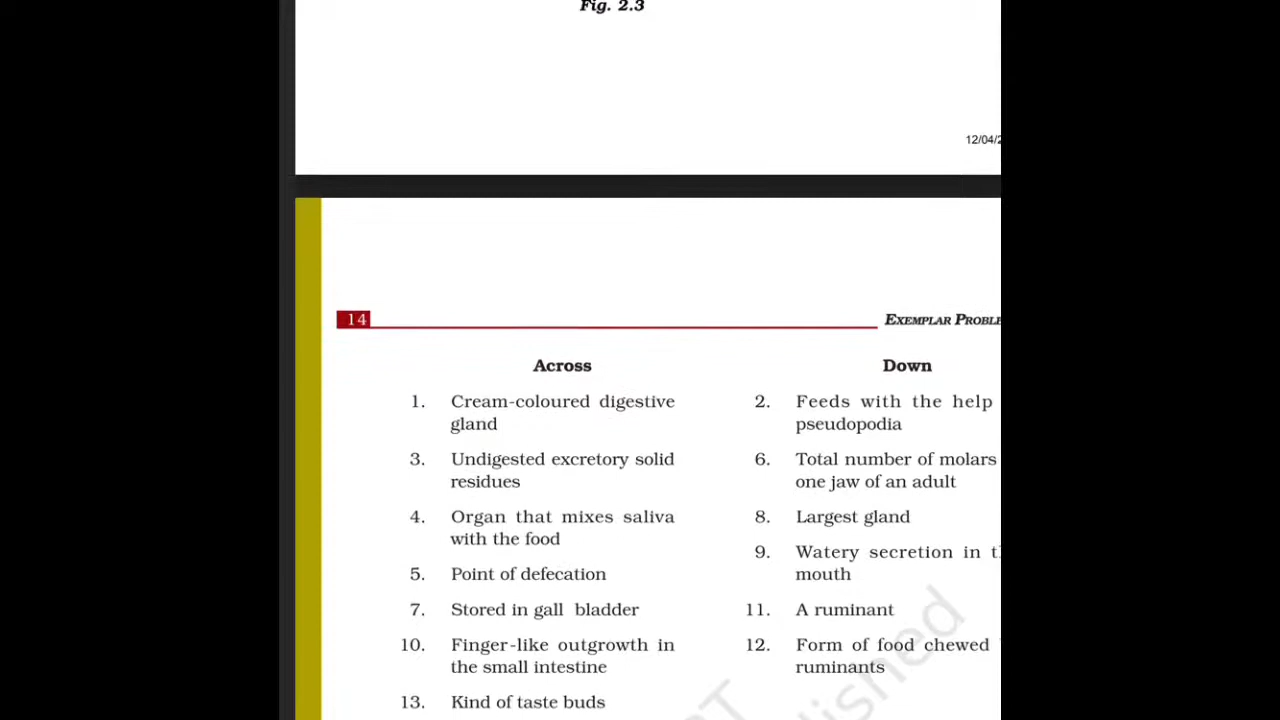 Fig. 2.3
12/04/2
14
EXEMPLAR PROBLE
Across
1. Cream-coloured digestive
gland
3. Undigested excretory solid
residues
4. Organ that mixes saliva
with the food
5. Point of defecation
7. Stored in gall bladder
10. Finger-like outgrowth in
the small intestine
13. Kind of taste buds
Down
2. Feeds with the help
pseudopodia
6. Total number of molars
one jaw of an adult
8. Largest gland
9. Watery secretion in t
mouth
11. A ruminant
12. Form of food chewed
ruminants